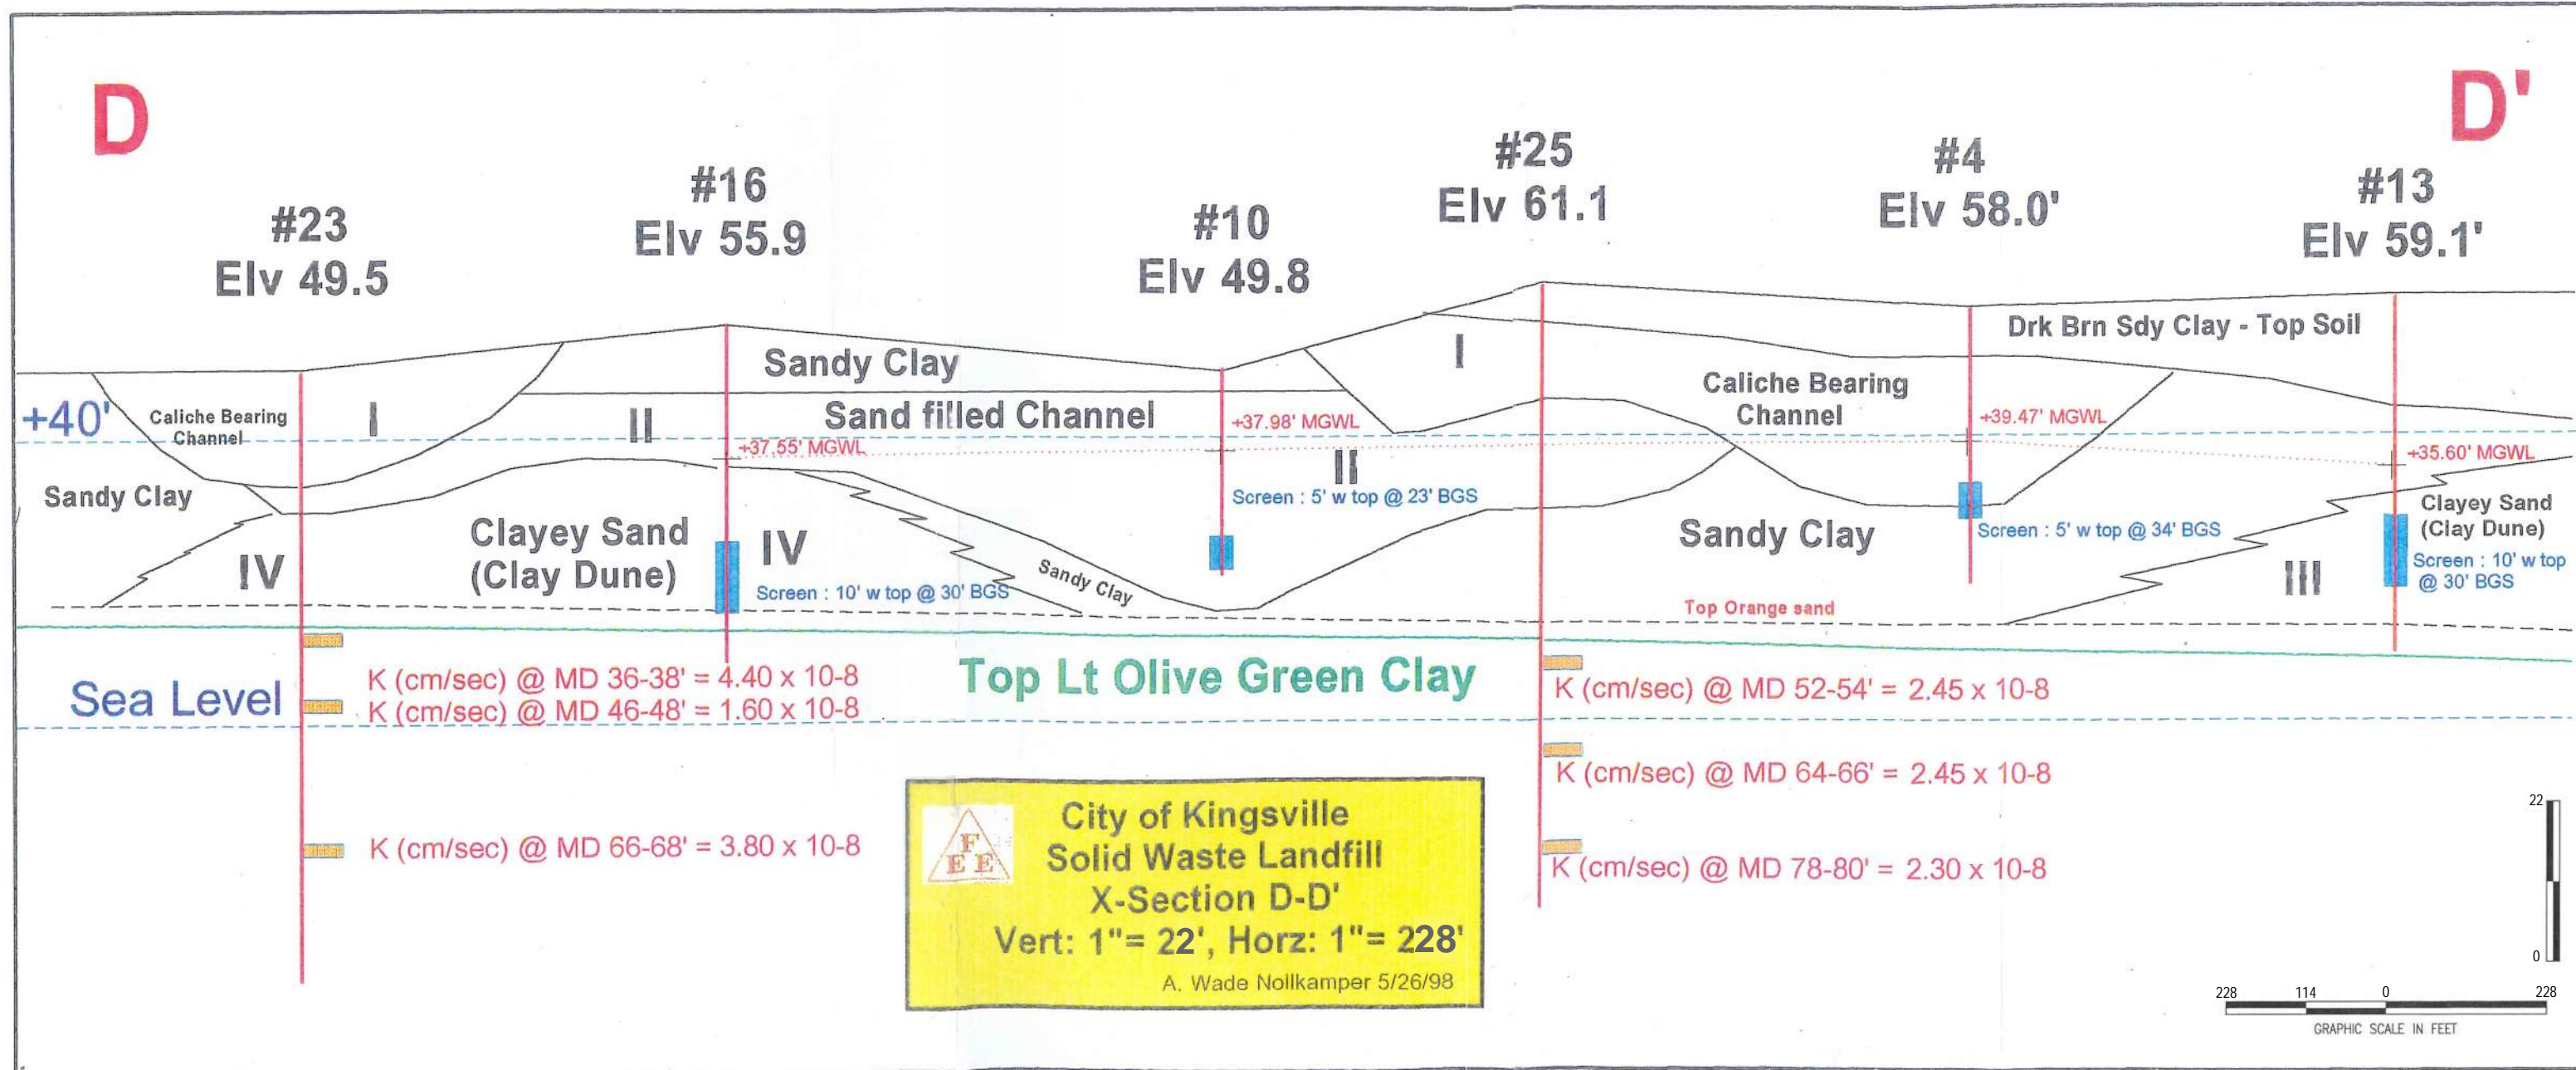 D
D'
#23
Elv 49.5
#16
Elv 55.9
#10
Elv 49.8
#25
Elv 61.1
#4
Elv 58.0'
#13
Elv 59.1'
Drk Brn Sdy Clay - Top Soil
Sandy Clay
I
+40'
Caliche Bearing
Channel
I
II
Sand filled Channel
+37.98' MGWL
Caliche Bearing
Channel
+39.47' MGWL
+37.55' MGWL
II
+35.60' MGWL
Sandy Clay
Screen : 5' w top @ 23' BGS
Clayey Sand
(Clay Dune)
Clayey Sand
(Clay Dune)
IV
IV
Sandy Clay
Screen : 5' w top @ 34' BGS
Screen : 10' w top
@ 30' BGS
Screen : 10' w top @ 30' BGS
Sandy Clay
III
Top Orange sand
Top Lt Olive Green Clay
Sea Level
K (cm/sec) @ MD 36-38' = 4.40 x 10-8
K (cm/sec) @ MD 46-48' = 1.60 x 10-8
K (cm/sec) @ MD 52-54' = 2.45 x 10-8
K (cm/sec) @ MD 64-66' = 2.45 x 10-8
K (cm/sec) @ MD 66-68' = 3.80 x 10-8
K (cm/sec) @ MD 78-80' = 2.30 x 10-8
F
E E
City of Kingsville
Solid Waste Landfill
X-Section D-D'
Vert: 1"= 22', Horz: 1"= 228'
A. Wade Nollkamper 5/26/98
22
0
228 114 0 228
GRAPHIC SCALE IN FEET